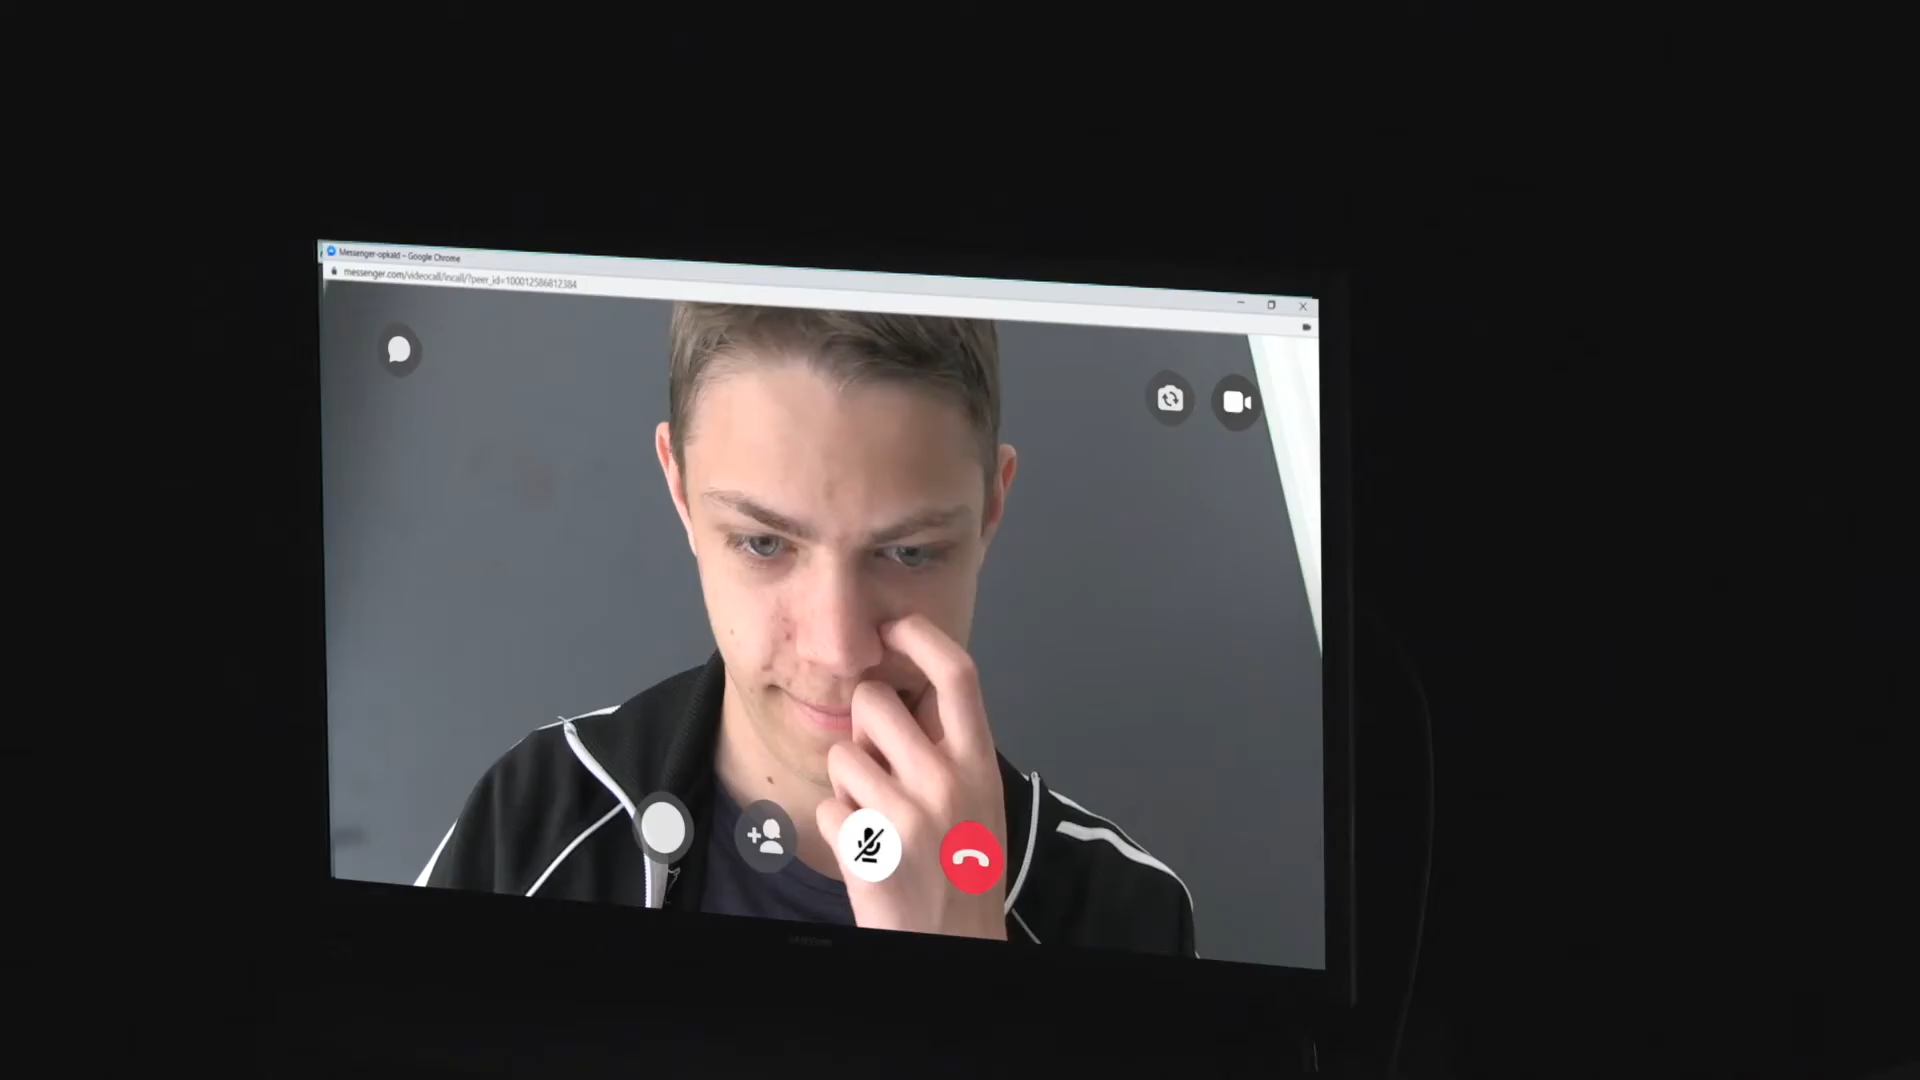 Messenger-opkald – Google Chrome
messenger.com/videocall/incall/?peer_id=100012586812384